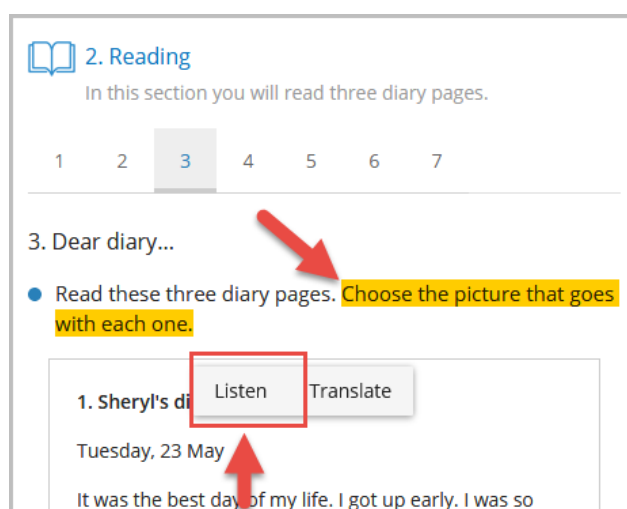 2. Reading
In this section you will read three diary pages.
1 2 3 4 5 6 7
3. Dear diary...
Read these three diary pages. Choose the picture that goes
with each one.
Listen Translate
1. Sheryl's di
Tuesday, 23 May
It was the best day of my life. I got up early. I was so